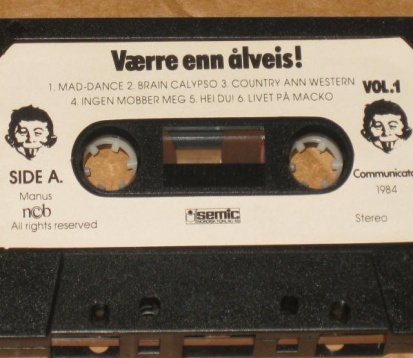 Værre enn ålveis!
1. MAD-DANCE 2. BRAIN CALYPSO 3. COUNTRY ANN WESTERN
VOL.1
4. INGEN MOBBER MEG 5. HEI DU! 6. LIVET PÅ MACKO
SIDE A.
Manus
ncb
All rights reserved
semic
Communicato
1984
Stereo